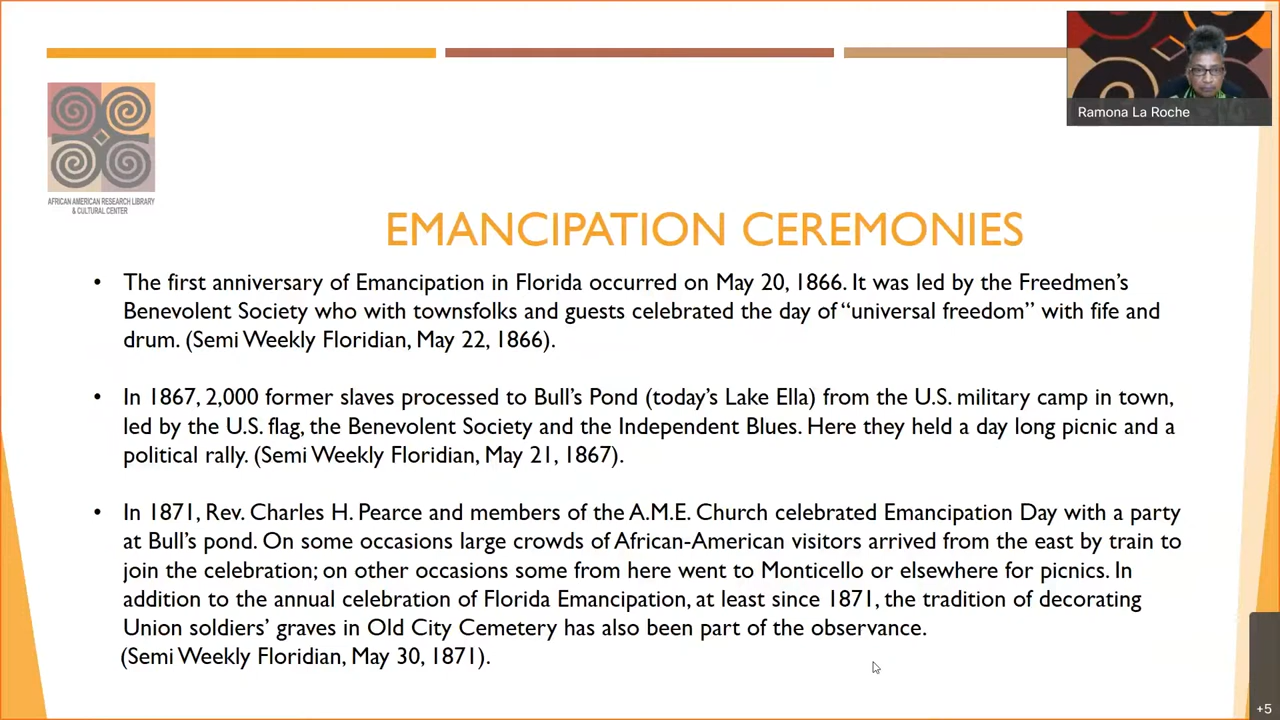 Ramona La Roche
AFRICAN AMERICAN RESEARCH LIBRARY
& CULTURAL CENTER
EMANCIPATION CEREMONIES
• The first anniversary of Emancipation in Florida occurred on May 20, 1866. It was led by the Freedmen’s
Benevolent Society who with townsfolks and guests celebrated the day of “universal freedom” with fife and
drum. (Semi Weekly Floridian, May 22, 1866).
• In 1867, 2,000 former slaves processed to Bull’s Pond (today’s Lake Ella) from the U.S. military camp in town,
led by the U.S. flag, the Benevolent Society and the Independent Blues. Here they held a day long picnic and a
political rally. (Semi Weekly Floridian, May 21, 1867).
• In 1871, Rev. Charles H. Pearce and members of the A.M.E. Church celebrated Emancipation Day with a party
at Bull’s pond. On some occasions large crowds of African-American visitors arrived from the east by train to
join the celebration; on other occasions some from here went to Monticello or elsewhere for picnics. In
addition to the annual celebration of Florida Emancipation, at least since 1871, the tradition of decorating
Union soldiers’ graves in Old City Cemetery has also been part of the observance.
(Semi Weekly Floridian, May 30, 1871).
+5